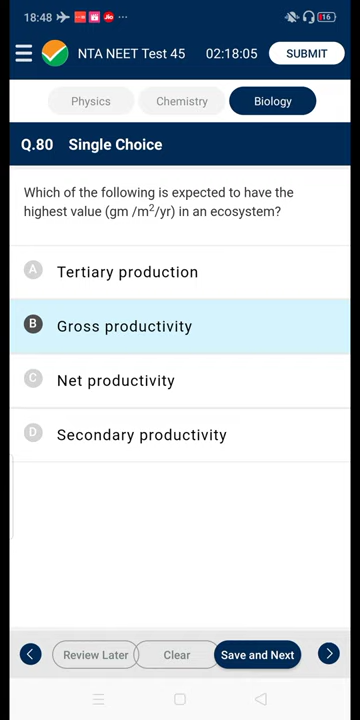 18:48 ... 16
NTA NEET Test 45 02:18:05 SUBMIT
Physics Chemistry Biology
Q.80 Single Choice
Which of the following is expected to have the
highest value (gm /m²/yr) in an ecosystem?
A Tertiary production
B Gross productivity
C Net productivity
D Secondary productivity
Review Later Clear Save and Next